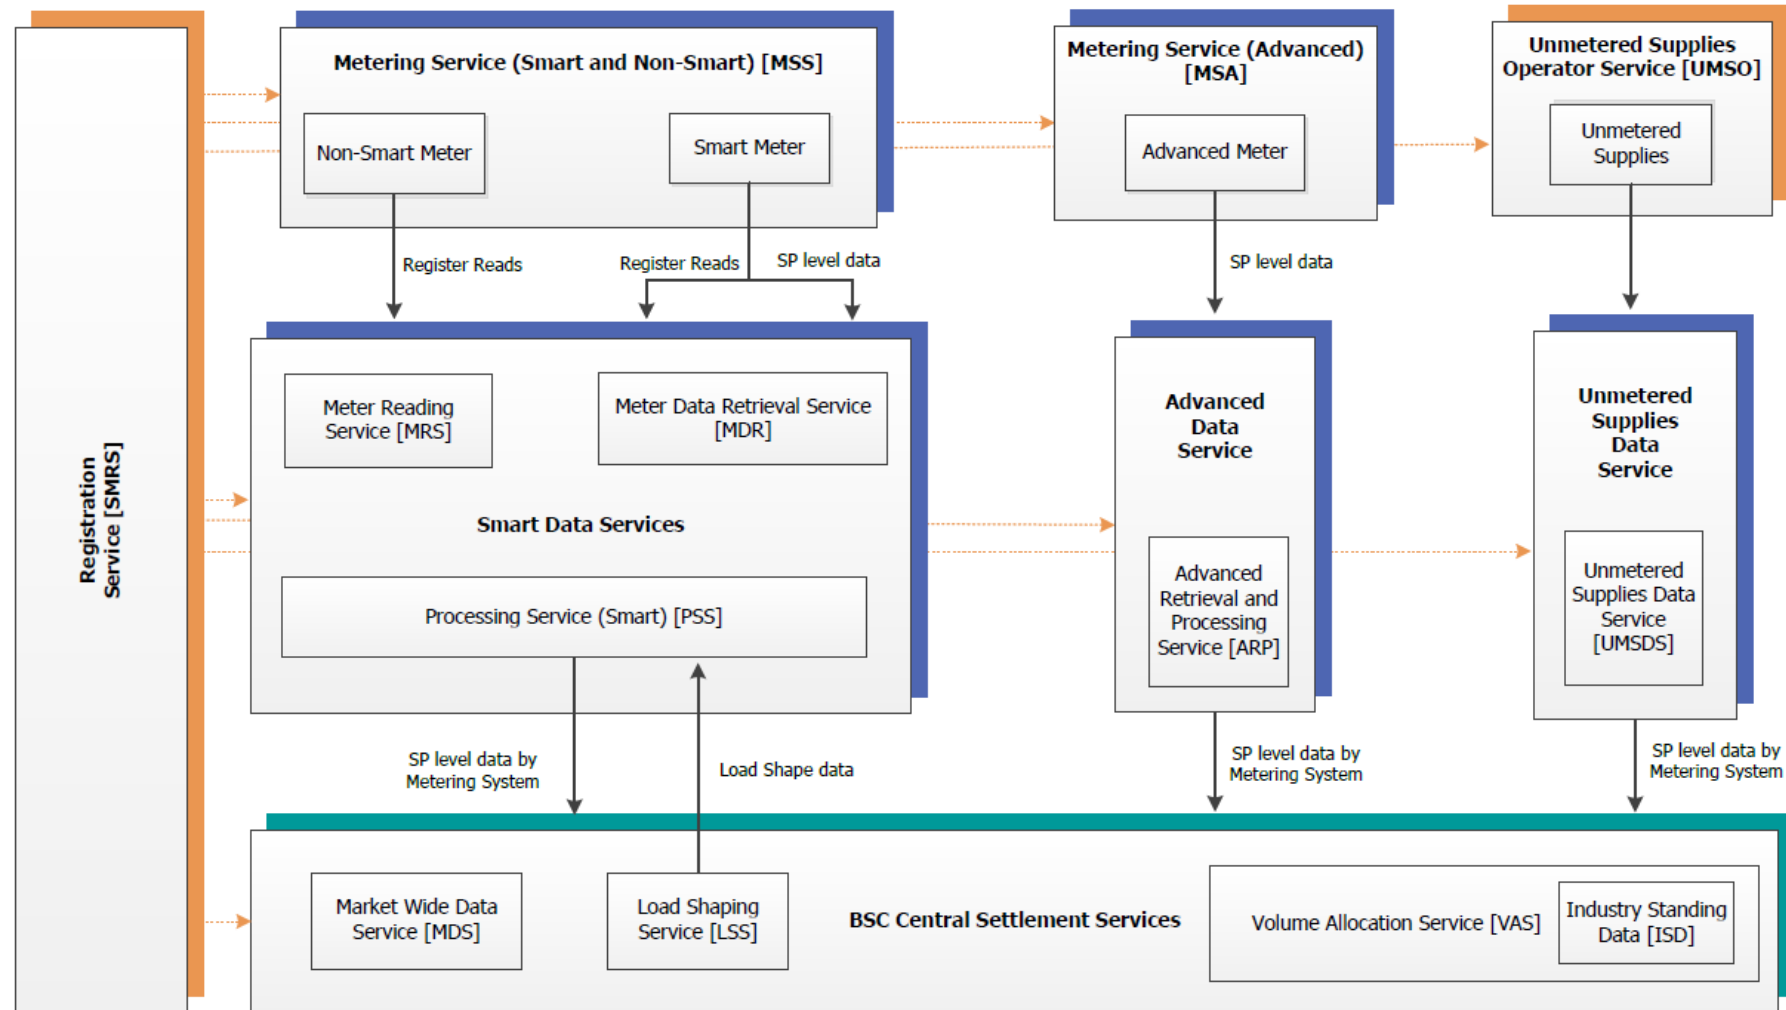 Registration
Service [SMRS]
Metering Service (Smart and Non-Smart) [MSS]
Non-Smart Meter
Smart Meter
Metering Service (Advanced)
[MSA]
Advanced Meter
Unmetered Supplies
Operator Service [UMSO]
Unmetered
Supplies
Register Reads
Register Reads
SP level data
SP level data
Meter Reading
Service [MRS]
Meter Data Retrieval Service
[MDR]
Smart Data Services
Processing Service (Smart) [PSS]
Advanced
Data
Service
Advanced
Retrieval and
Processing
Service [ARP]
Unmetered
Supplies
Data
Service
Unmetered
Supplies Data
Service
[UMSDS]
SP level data by
Metering System
Load Shape data
SP level data by
Metering System
SP level data by
Metering System
Market Wide Data
Service [MDS]
Load Shaping
Service [LSS]
BSC Central Settlement Services
Volume Allocation Service [VAS]
Industry Standing
Data [ISD]